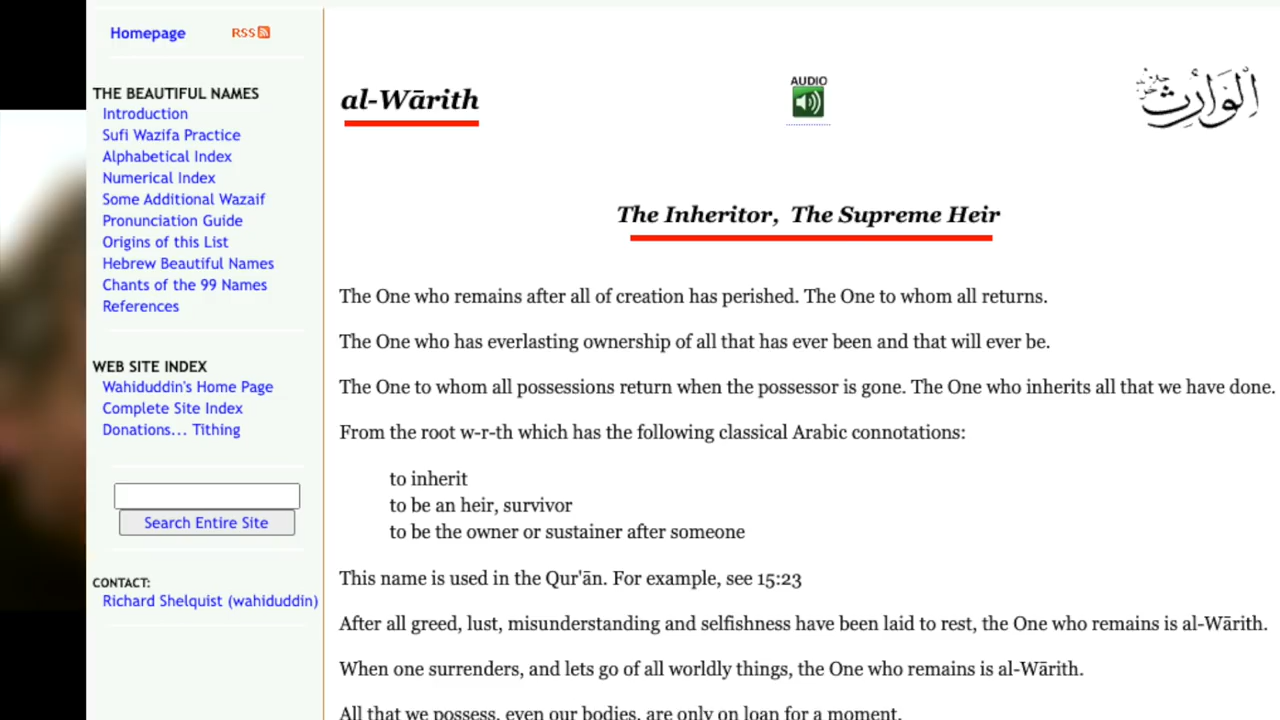 Homepage
RSS
THE BEAUTIFUL NAMES
Introduction
Sufi Wazifa Practice
Alphabetical Index
Numerical Index
Some Additional Wazaif
Pronunciation Guide
Origins of this List
Hebrew Beautiful Names
Chants of the 99 Names
References
WEB SITE INDEX
Wahiduddin's Home Page
Complete Site Index
Donations... Tithing
Search Entire Site
CONTACT:
Richard Shelquist (wahiduddin)
al-Wārith
AUDIO
الْوَارِثُ
The Inheritor,  The Supreme Heir
The One who remains after all of creation has perished. The One to whom all returns.
The One who has everlasting ownership of all that has ever been and that will ever be.
The One to whom all possessions return when the possessor is gone. The One who inherits all that we have done.
From the root w-r-th which has the following classical Arabic connotations:
to inherit
to be an heir, survivor
to be the owner or sustainer after someone
This name is used in the Qur'ān. For example, see 15:23
After all greed, lust, misunderstanding and selfishness have been laid to rest, the One who remains is al-Wārith.
When one surrenders, and lets go of all worldly things, the One who remains is al-Wārith.
All that we possess, even our bodies, are only on loan for a moment.